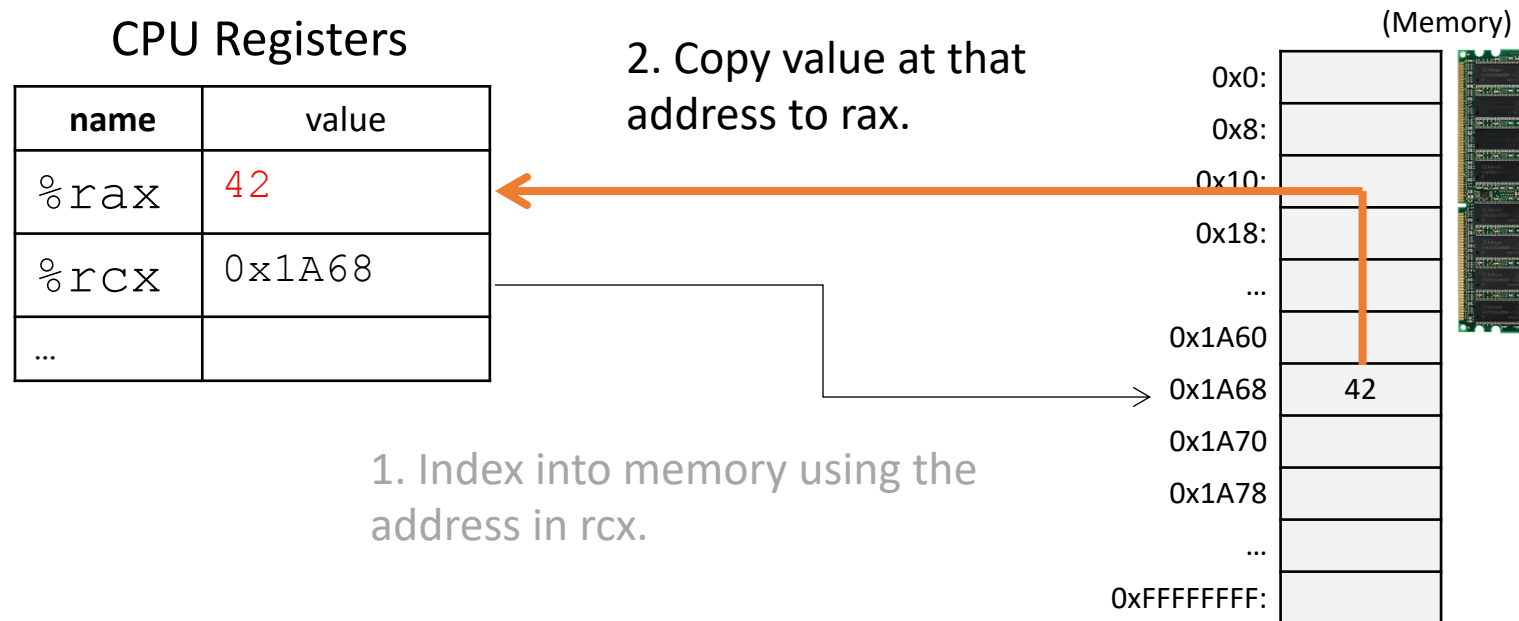 CPU Registers
name value
%rax 42
%rcx 0x1A68
…
2. Copy value at that
address to rax.
1. Index into memory using the
address in rcx.
(Memory)
0x0:
0x8:
0x10:
0x18:
…
0x1A60
0x1A68 42
0x1A70
0x1A78
…
0xFFFFFFFF: